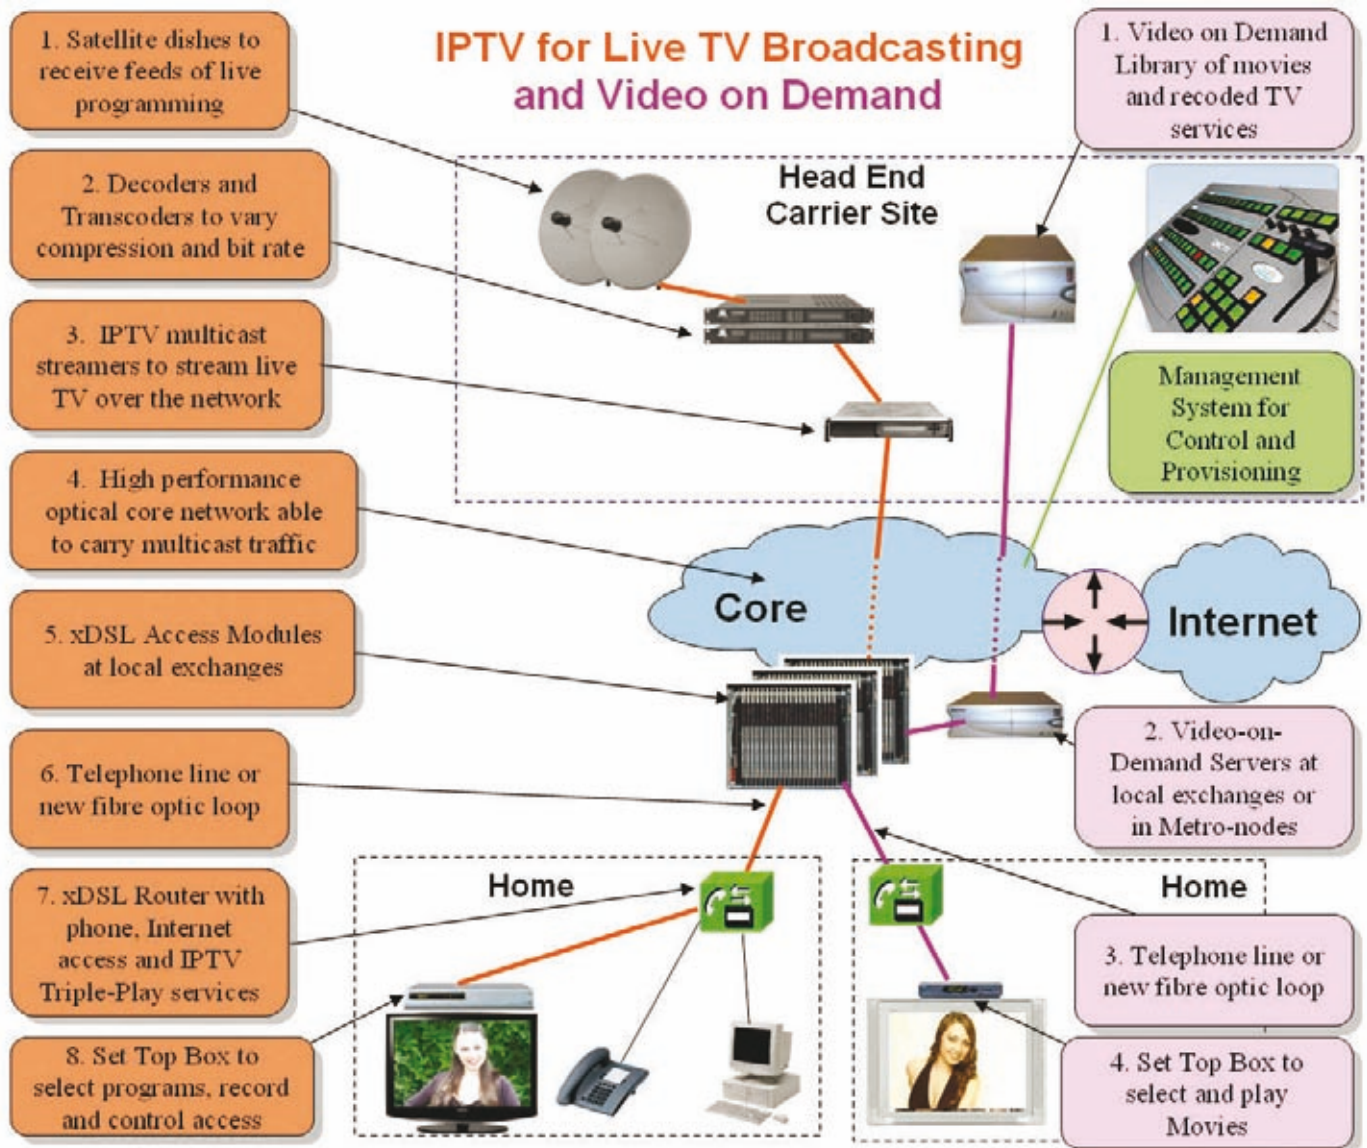 IPTV for Live TV Broadcasting
and Video on Demand
1. Satellite dishes to
receive feeds of live
programming
2. Decoders and
Transcoders to vary
compression and bit rate
3. IPTV multicast
streamers to stream live
TV over the network
4. High performance
optical core network able
to carry multicast traffic
5. xDSL Access Modules
at local exchanges
6. Telephone line or
new fibre optic loop
7. xDSL Router with
phone, Internet
access and IPTV
Triple-Play services
8. Set Top Box to
select programs, record
and control access
Head End
Carrier Site
Core
Internet
Home
Home
1. Video on Demand
Library of movies
and recoded TV
services
Management
System for
Control and
Provisioning
2. Video-on-
Demand Servers at
local exchanges or
in Metro-nodes
3. Telephone line or
new fibre optic loop
4. Set Top Box to
select and play
Movies